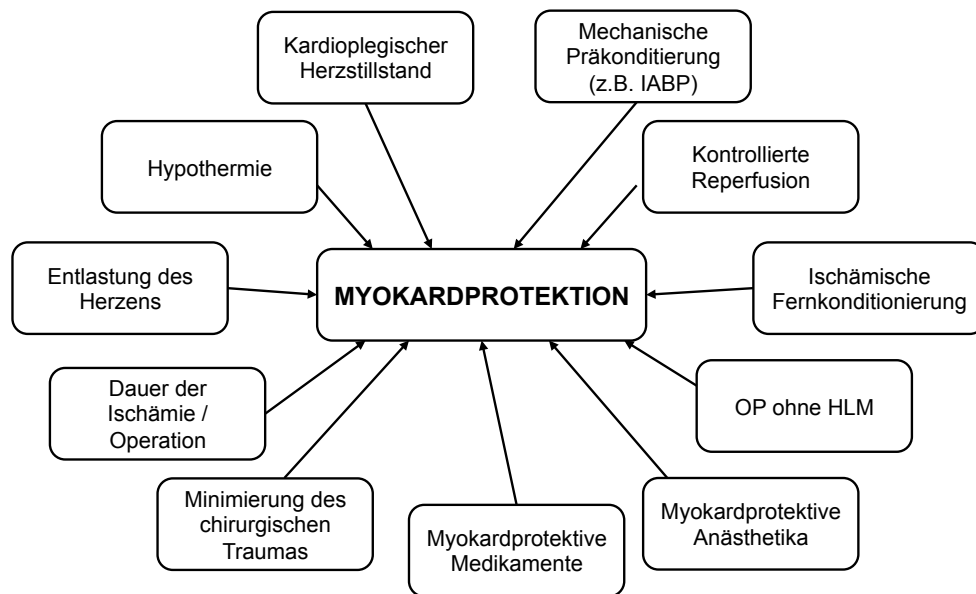 Kardioplegischer
Herzstillstand
Mechanische
Präkonditierung
(z.B. IABP)
Hypothermie
Kontrollierte
Reperfusion
Entlastung des
Herzens
MYOKARDPROTEKTION
Ischämische
Fernkonditionierung
Dauer der
Ischämie /
Operation
OP ohne HLM
Minimierung des
chirurgischen
Traumas
Myokardprotektive
Medikamente
Myokardprotektive
Anästhetika